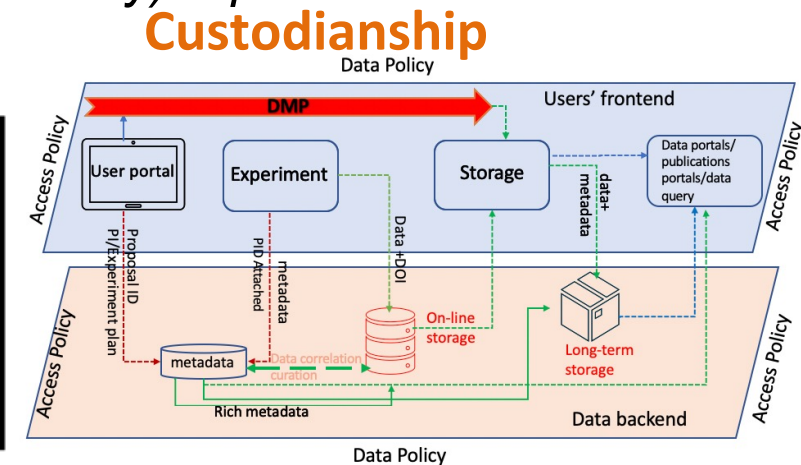 Custodianship
Data Policy
DMP
Users' frontend
Access Policy
User portal
Experiment
Storage
Data portals/
publications
portals/data
query
Access Policy
data+
metadata
Proposal ID
PI/Experiment plan
metadata
PID Attached
Data +DOI
On-line
storage
Long-term
storage
Access Policy
metadata
Data correlation
curation
Rich metadata
Data backend
Access Policy
Data Policy